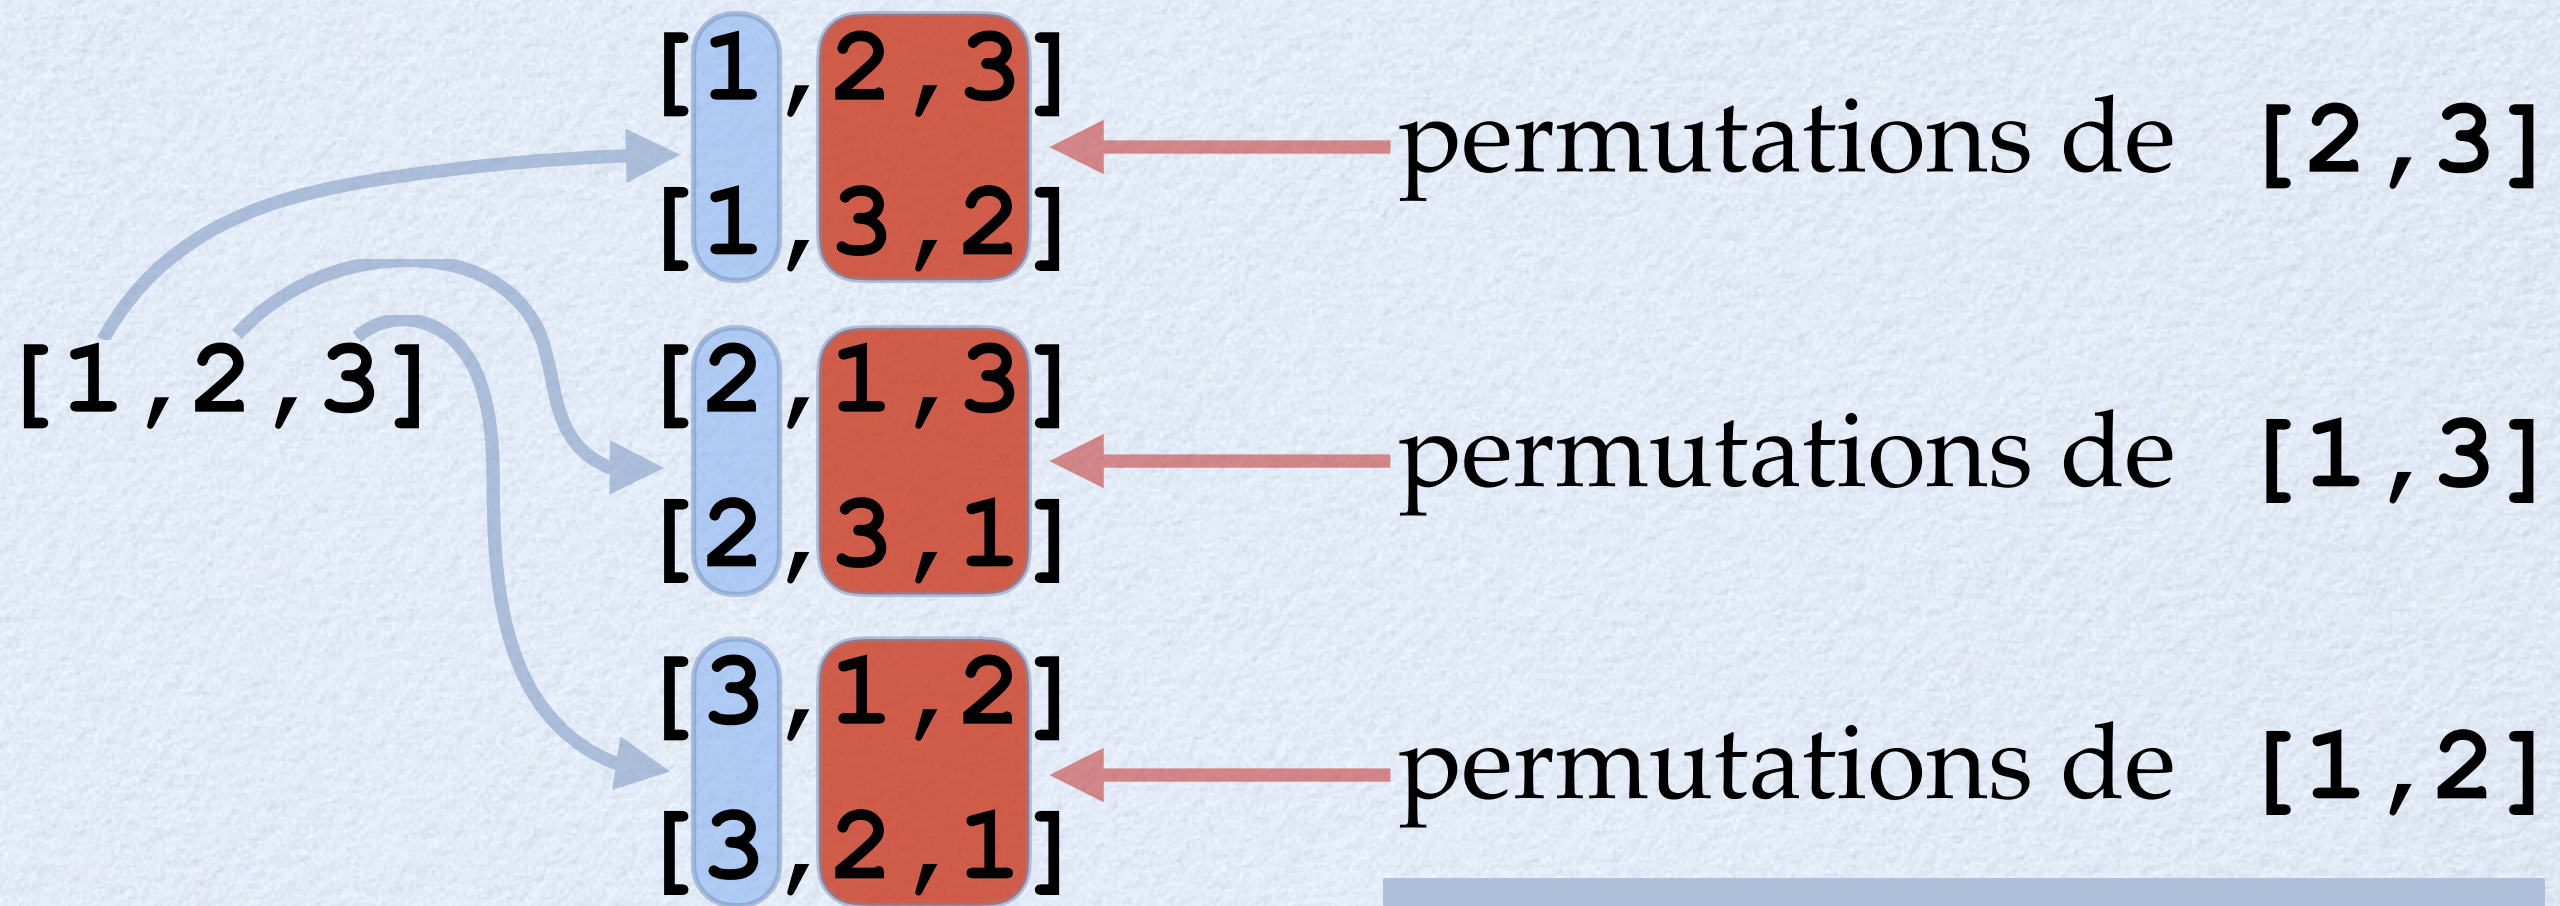 [1,2,3]
permutations de [2,3]
[1,3,2]
[1,2,3]
[2,1,3]
permutations de [1,3]
[2,3,1]
[3,1,2]
permutations de [1,2]
[3,2,1]